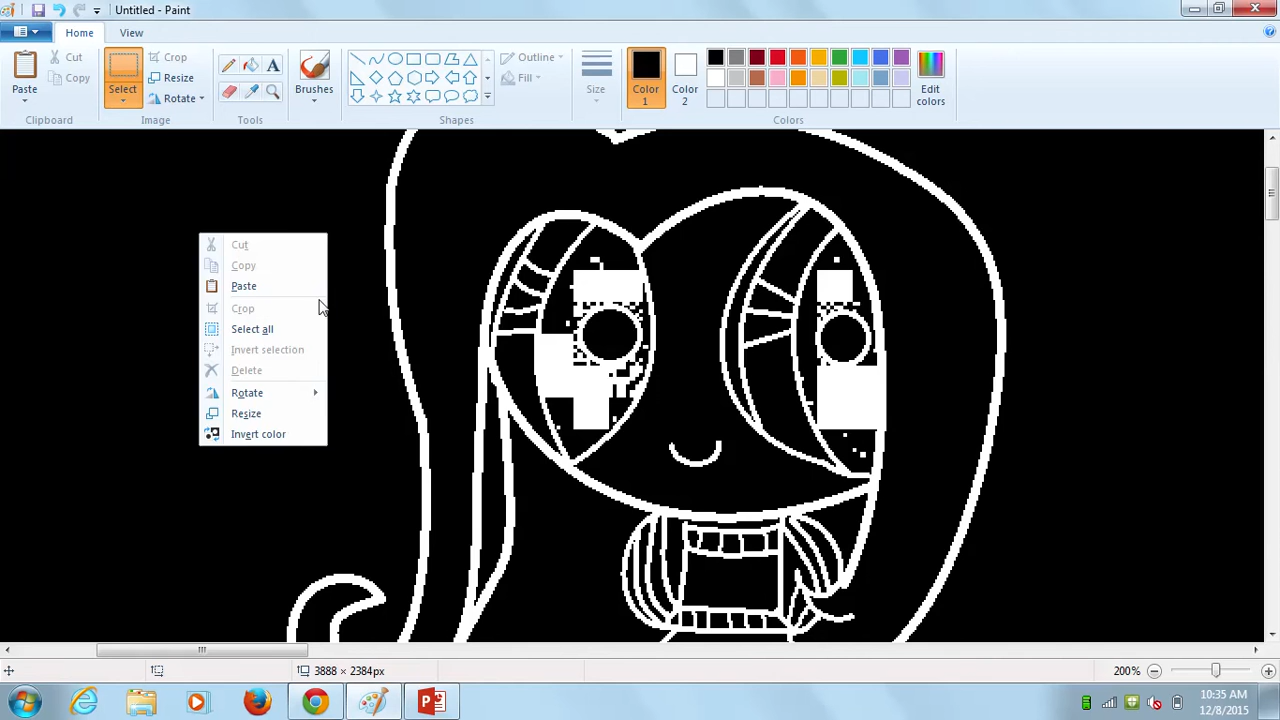 Untitled - Paint
Home
View
Paste
Cut
Copy
Clipboard
Select
Crop
Resize
Rotate
Image
A
Tools
Brushes
Outline
Fill
Shapes
Size
Color 1
Color 2
Edit colors
Colors
Cut
Copy
Paste
Crop
Select all
Invert selection
Delete
Rotate
Resize
Invert color
3888 × 2384px
200%
10:35 AM
12/8/2015